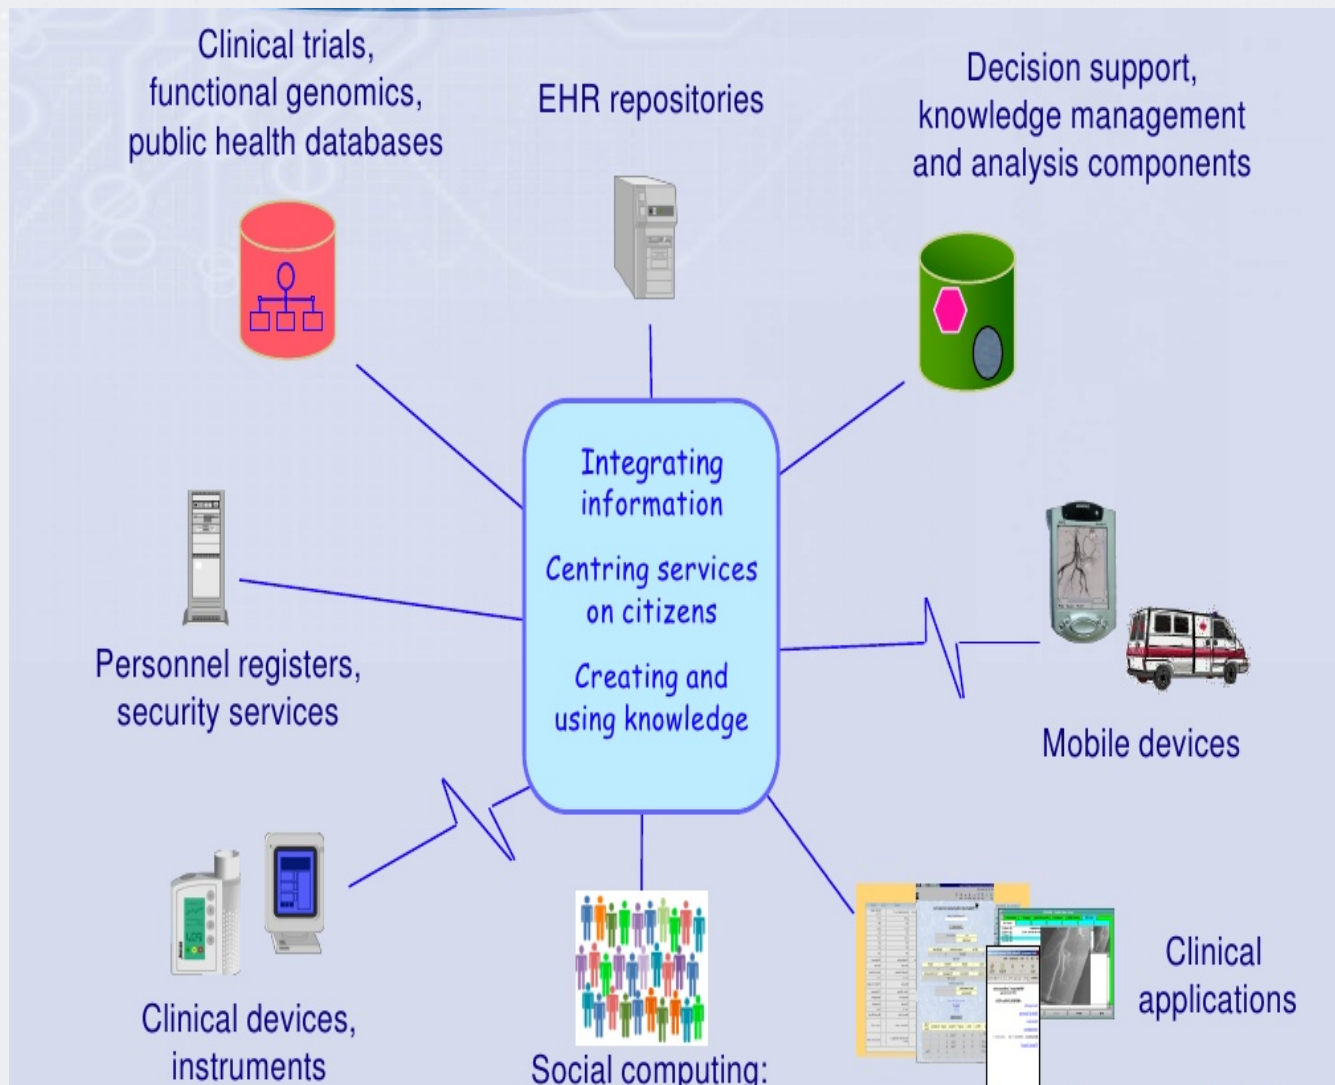 Clinical trials,
functional genomics,
public health databases
EHR repositories
Decision support,
knowledge management
and analysis components
Integrating
information
Centring services
on citizens
Creating and
using knowledge
Personnel registers,
security services
Mobile devices
Clinical devices,
instruments
Social computing:
Clinical
applications